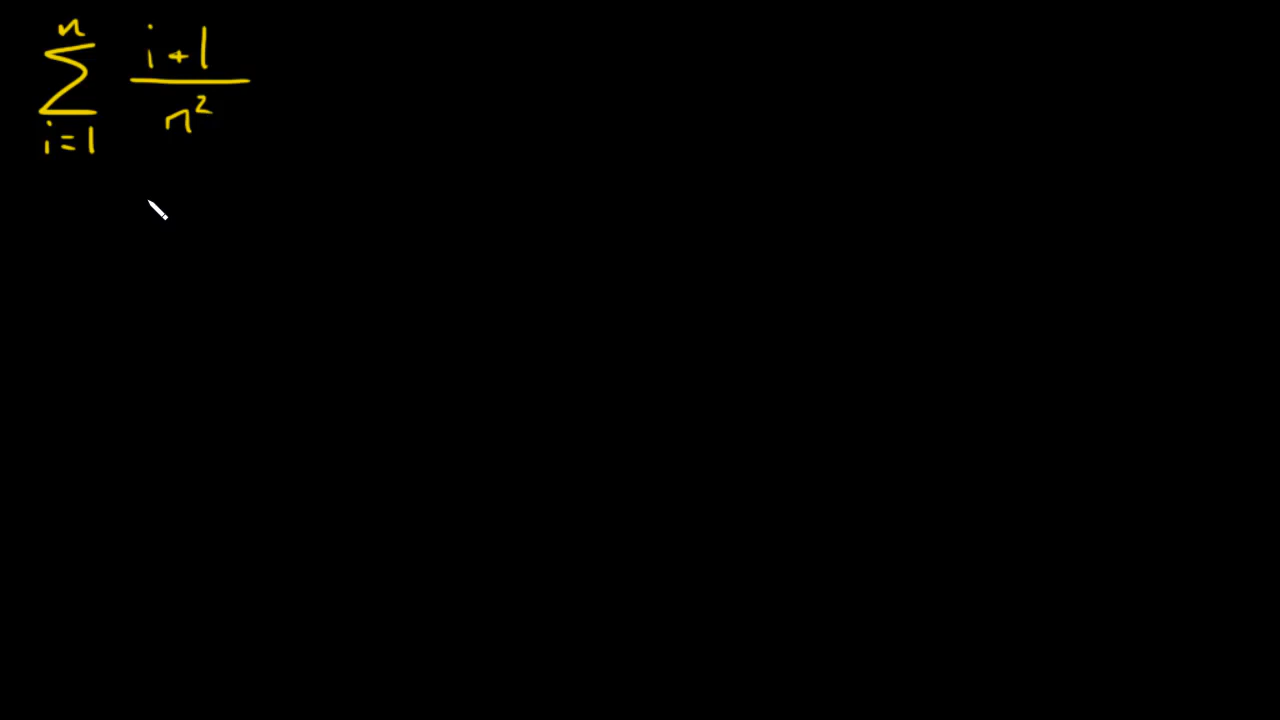 n
∑ i+1
i=1 n²